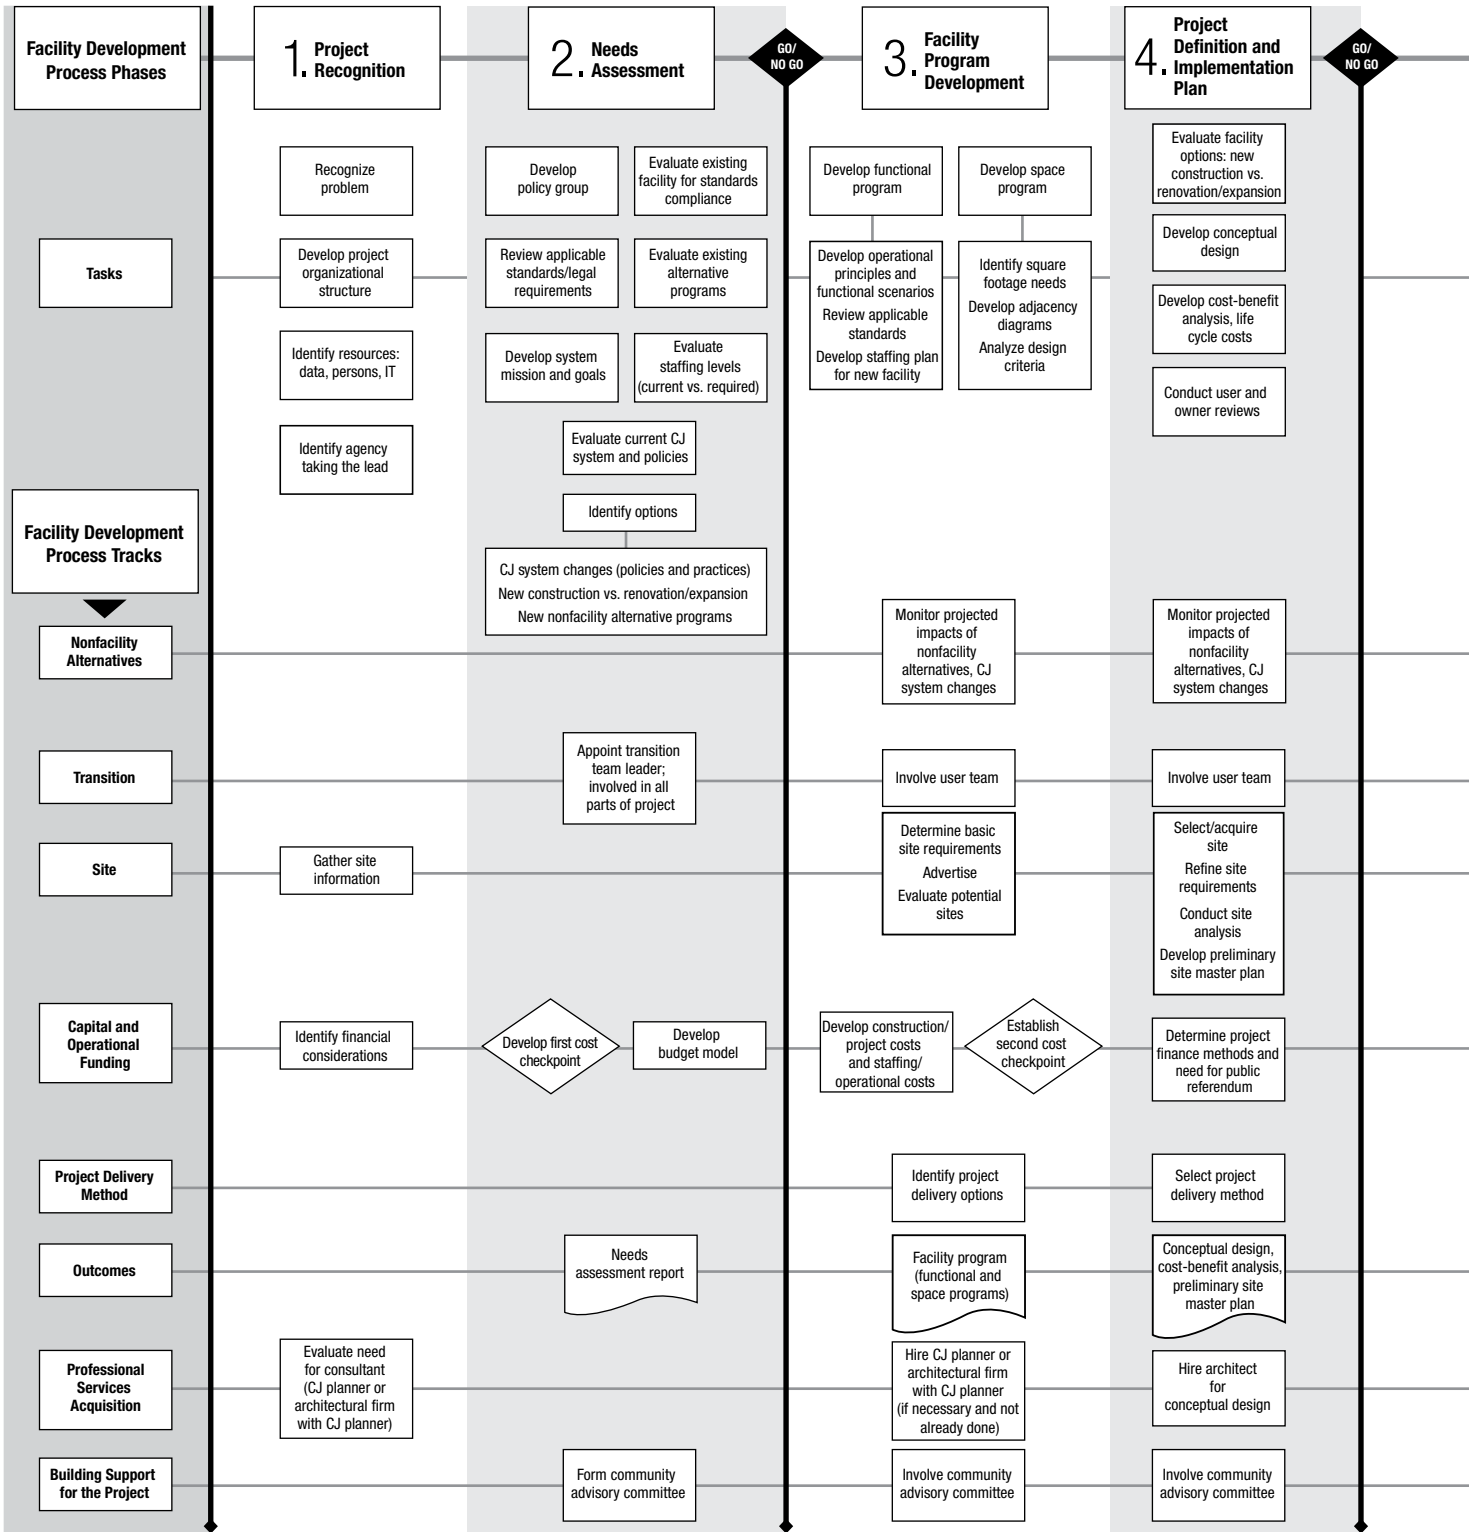 Facility Development
Process Phases
1. Project
Recognition
2. Needs
Assessment
GO/
NO GO
3. Facility
Program
Development
4. Project
Definition and
Implementation
Plan
GO/
NO GO
Tasks
Recognize
problem
Develop project
organizational
structure
Identify resources:
data, persons, IT
Identify agency
taking the lead
Develop
policy group
Evaluate existing
facility for standards
compliance
Review applicable
standards/legal
requirements
Evaluate existing
alternative
programs
Develop system
mission and goals
Evaluate
staffing levels
(current vs. required)
Evaluate current CJ
system and policies
Identify options
CJ system changes (policies and practices)
New construction vs. renovation/expansion
New nonfacility alternative programs
Develop functional
program
Develop operational
principles and
functional scenarios
Review applicable
standards
Develop staffing plan
for new facility
Develop space
program
Identify square
footage needs
Develop adjacency
diagrams
Analyze design
criteria
Evaluate facility
options: new
construction vs.
renovation/expansion
Develop conceptual
design
Develop cost-benefit
analysis, life
cycle costs
Conduct user and
owner reviews
Facility Development
Process Tracks
Nonfacility
Alternatives
Monitor projected
impacts of
nonfacility
alternatives, CJ
system changes
Monitor projected
impacts of
nonfacility
alternatives, CJ
system changes
Transition
Appoint transition
team leader;
involved in all
parts of project
Involve user team
Involve user team
Site
Gather site
information
Determine basic
site requirements
Advertise
Evaluate potential
sites
Select/acquire
site
Refine site
requirements
Conduct site
analysis
Develop preliminary
site master plan
Capital and
Operational
Funding
Identify financial
considerations
Develop first cost
checkpoint
Develop
budget model
Develop construction/
project costs
and staffing/
operational costs
Establish
second cost
checkpoint
Determine project
finance methods and
need for public
referendum
Project Delivery
Method
Identify project
delivery options
Select project
delivery method
Outcomes
Needs
assessment report
Facility program
(functional and
space programs)
Conceptual design,
cost-benefit analysis,
preliminary site
master plan
Professional
Services
Acquisition
Evaluate need
for consultant
(CJ planner or
architectural firm
with CJ planner)
Hire CJ planner or
architectural firm
with CJ planner
(if necessary and not
already done)
Hire architect
for
conceptual design
Building Support
for the Project
Form community
advisory committee
Involve community
advisory committee
Involve community
advisory committee